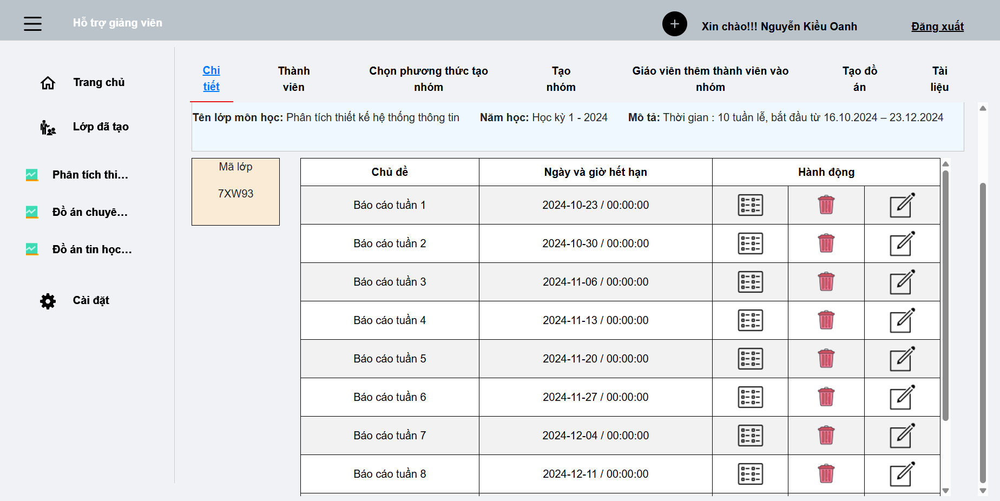 Hỗ trợ giảng viên
Xin chào!!! Nguyễn Kiều Oanh
Đăng xuất
Trang chủ
Lớp đã tạo
Phân tích thi...
Đồ án chuyê...
Đồ án tin học...
Cài đặt
Chi
tiết
Thành
viên
Chọn phương thức tạo
nhóm
Tạo
nhóm
Giáo viên thêm thành viên vào
nhóm
Tạo đồ
án
Tài
liệu
Tên lớp môn học: Phân tích thiết kế hệ thống thông tin Năm học: Học kỳ 1 - 2024 Mô tả: Thời gian : 10 tuần lễ, bắt đầu từ 16.10.2024 – 23.12.2024
Mã lớp
7XW93
Chủ đề Ngày và giờ hết hạn Hành động
Báo cáo tuần 1 2024-10-23 / 00:00:00
Báo cáo tuần 2 2024-10-30 / 00:00:00
Báo cáo tuần 3 2024-11-06 / 00:00:00
Báo cáo tuần 4 2024-11-13 / 00:00:00
Báo cáo tuần 5 2024-11-20 / 00:00:00
Báo cáo tuần 6 2024-11-27 / 00:00:00
Báo cáo tuần 7 2024-12-04 / 00:00:00
Báo cáo tuần 8 2024-12-11 / 00:00:00